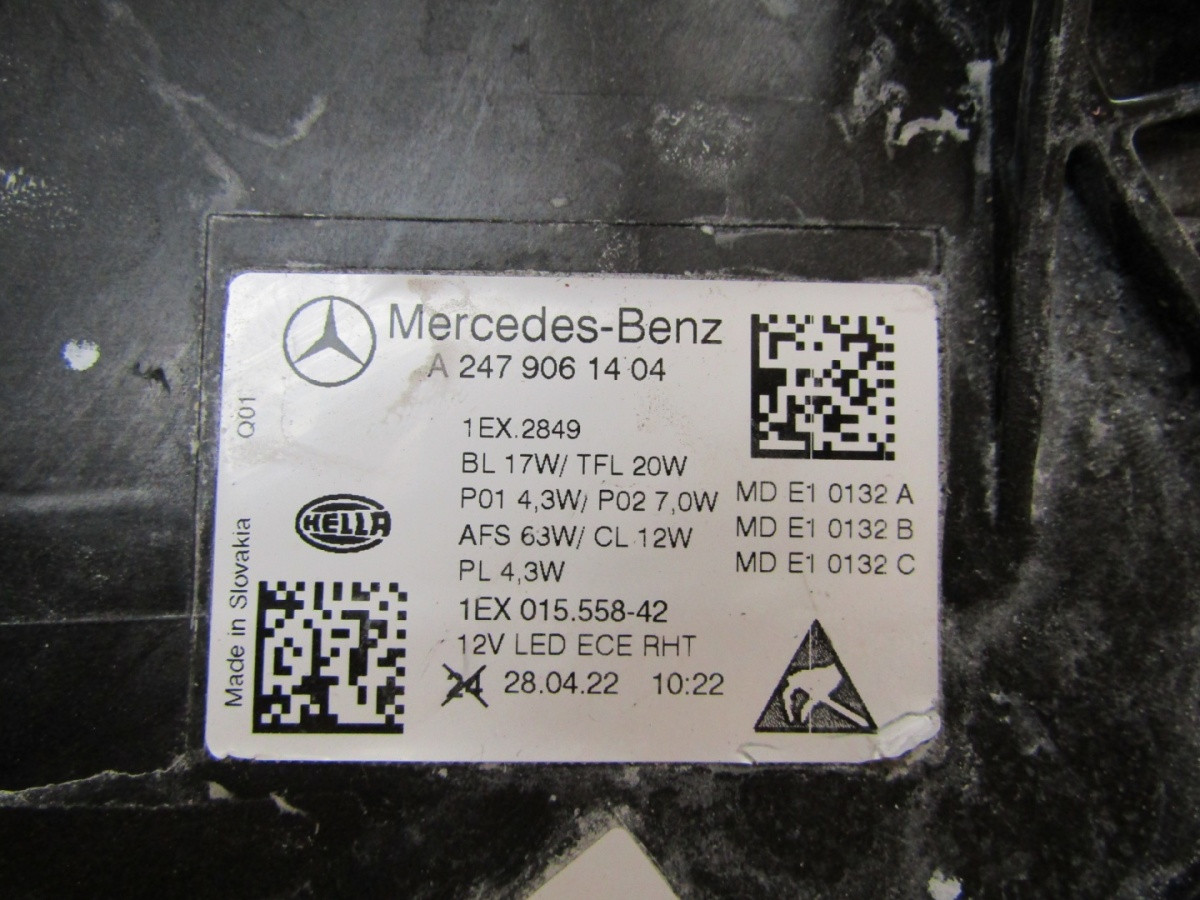 Mercedes-Benz
A 247 906 14 04
1EX.2849
BL 17W/ TFL 20W
P01 4,3W/ P02 7,0W
AFS 63W/ CL 12W
PL 4,3W
1EX 015.558-42
12V LED ECE RHT
24 28.04.22 10:22
MD E1 0132 A
MD E1 0132 B
MD E1 0132 C
HELLA
Q01
Made in Slovakia